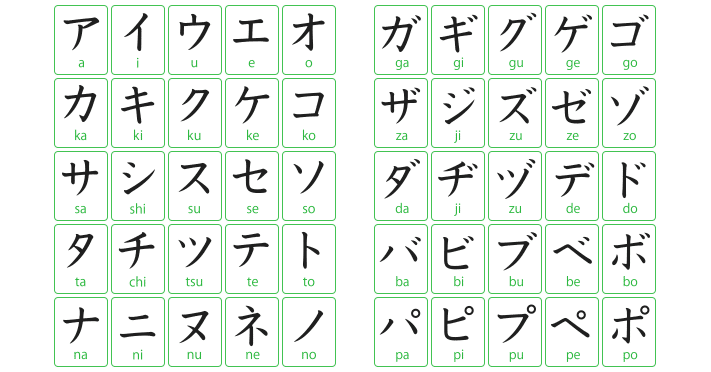 ア イ ウ エ オ ガ ギ グ ゲ ゴ
a i u e o ga gi gu ge go
カ キ ク ケ コ ザ ジ ズ ゼ ゾ
ka ki ku ke ko za ji zu ze zo
サ シ ス セ ソ ダ ヂ ヅ デ ド
sa shi su se so da ji zu de do
タ チ ツ テ ト バ ビ ブ ベ ボ
ta chi tsu te to ba bi bu be bo
ナ ニ ヌ ネ ノ パ ピ プ ペ ポ
na ni nu ne no pa pi pu pe po